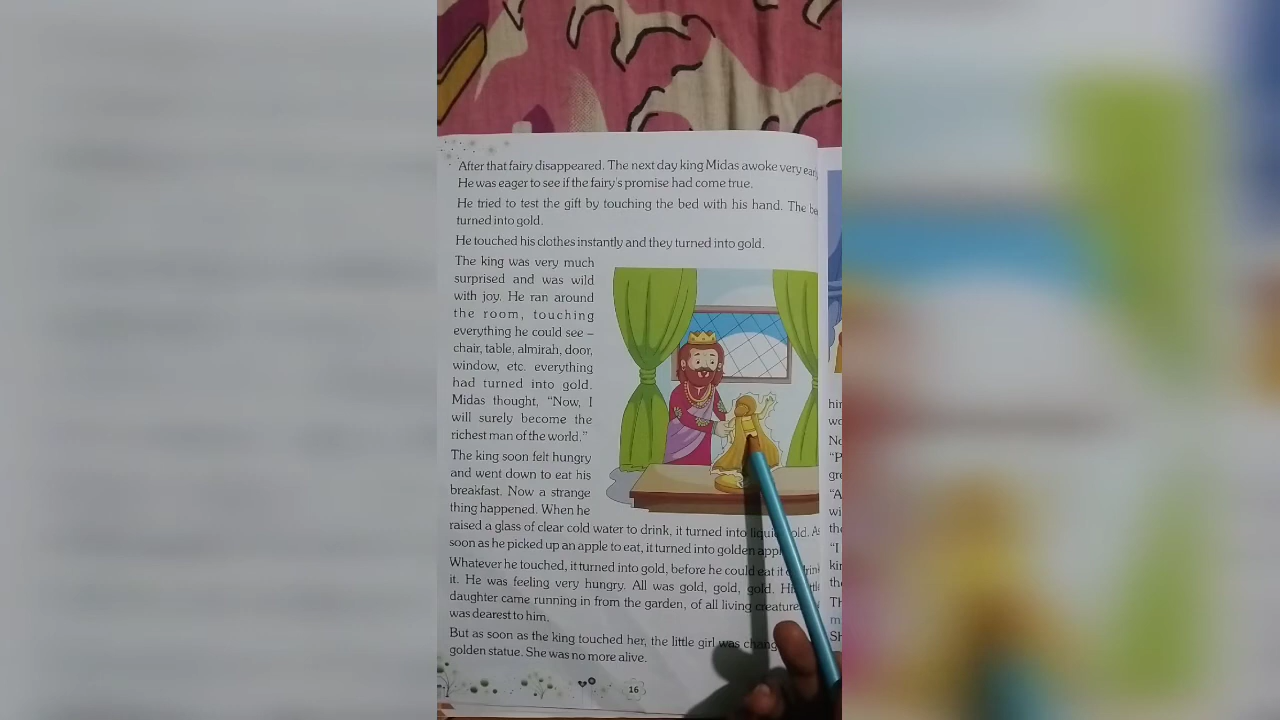 After that fairy disappeared. The next day king Midas awoke very
He was eager to see if the fairy's promise had come true.
He tried to test the gift by touching the bed with his hand. The
turned into gold.
He touched his clothes instantly and they turned into gold.
The king was very much
surprised and was wild
with joy. He ran around
the room, touching
everything he could see –
chair, table, almirah, door,
window, etc. everything
had turned into gold.
Midas thought, “Now, I
will surely become the
richest man of the world.”
The king soon felt hungry
and went down to eat his
breakfast. Now a strange
thing happened. When he
raised a glass of clear cold water to drink, it turned into
soon as he picked up an apple to eat, it turned into golden
Whatever he touched, it turned into gold, before he could eat it
it. He was feeling very hungry. All was gold, gold, gold.
daughter came running in from the garden, of all living
was dearest to him.
But as soon as the king touched her, the little girl was
golden statue. She was no more alive.
16